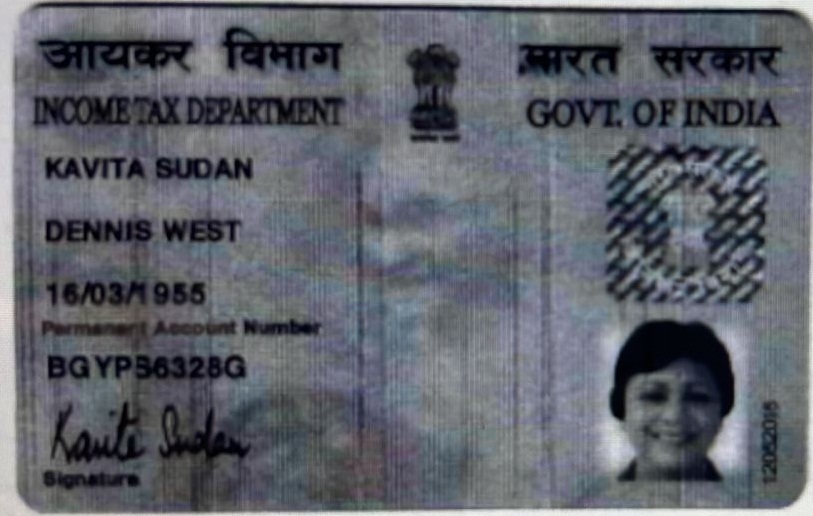 आयकर विभाग
भारत सरकार
INCOME TAX DEPARTMENT
GOVT. OF INDIA
KAVITA SUDAN
DENNIS WEST
16/03/1955
Permanent Account Number
BGYPS6328G
Kavita Sudan
Signature
12062015